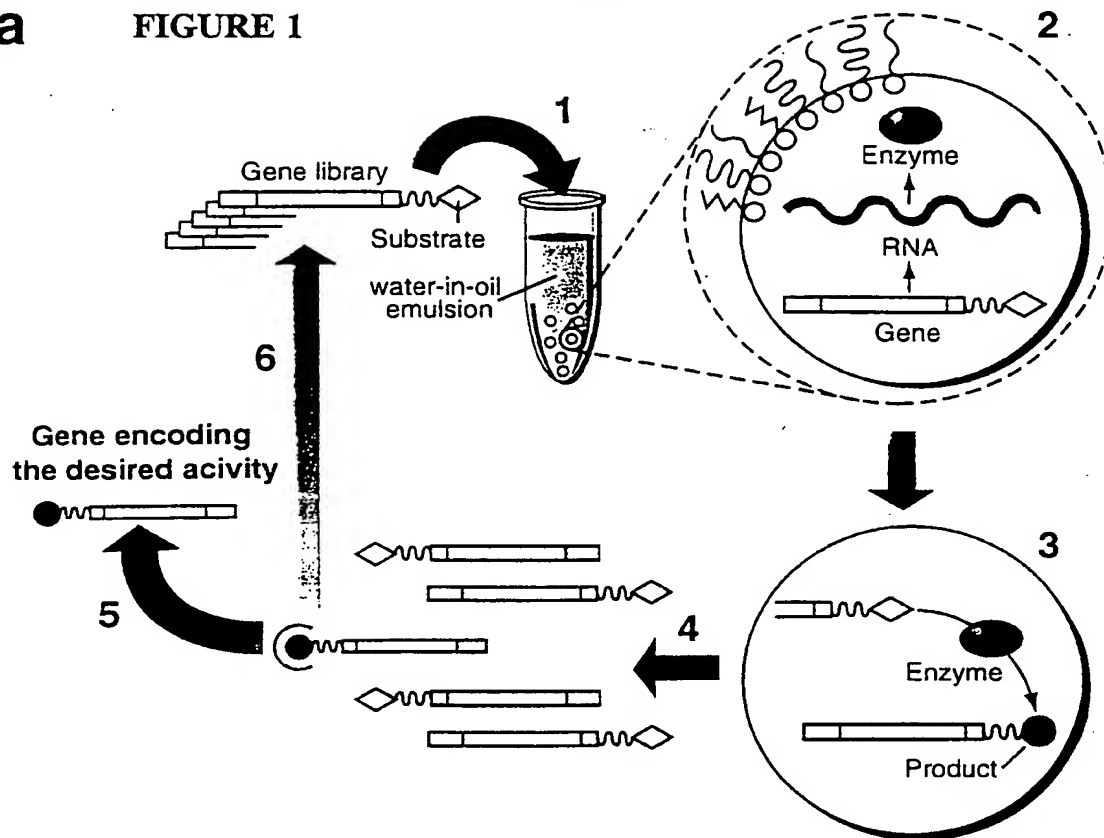 a
FIGURE 1
1
2
Gene library
Substrate
water-in-oil
emulsion
Enzyme
RNA
Gene
6
Gene encoding
the desired acivity
3
5
4
Enzyme
Product